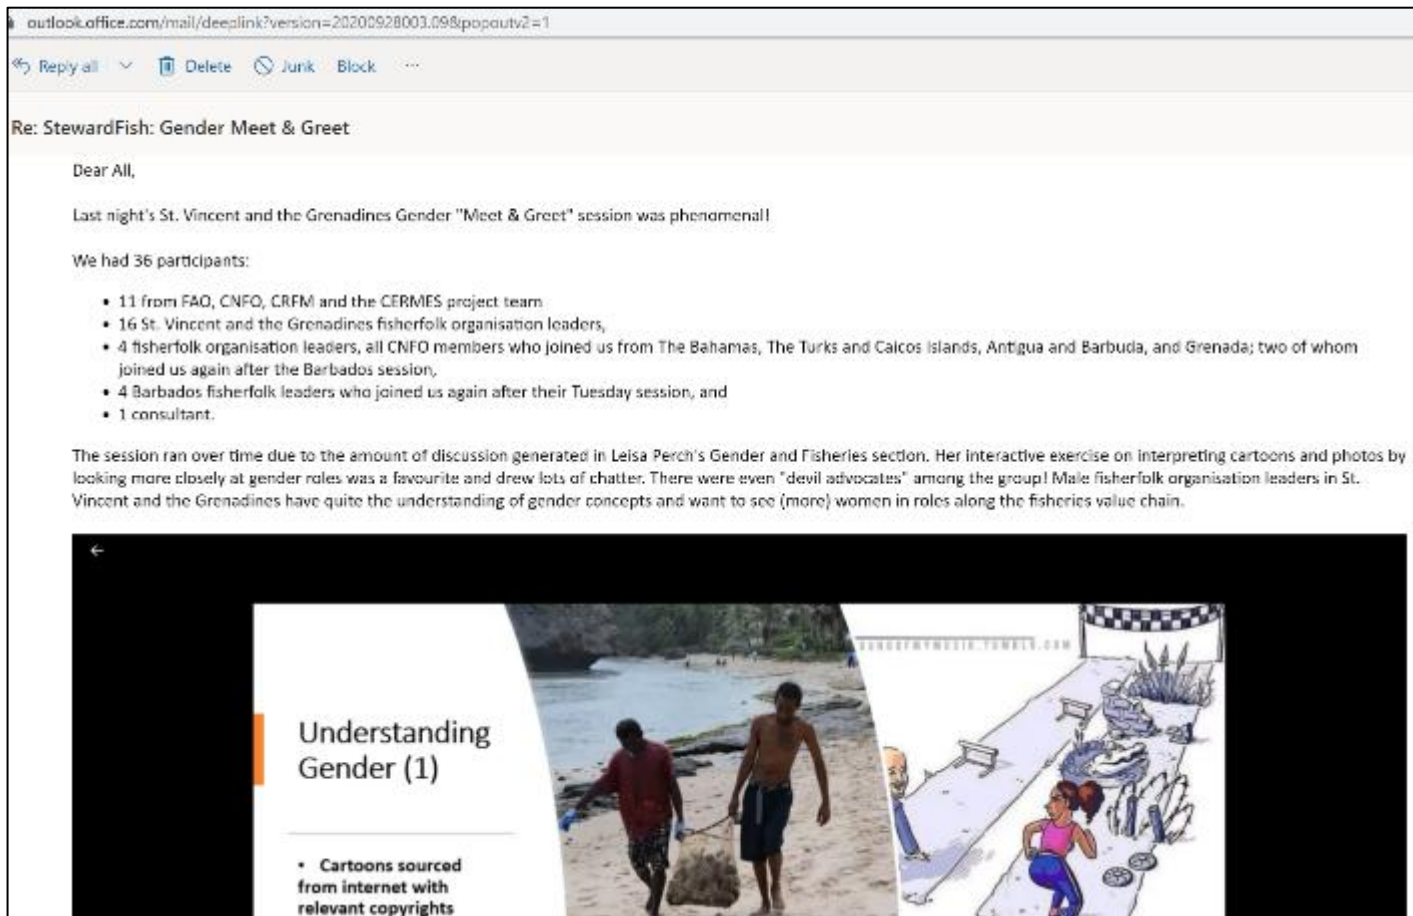 outlook.office.com/mail/deeplink?version=20200928003.09&popoutv2=1
Reply all Delete Junk Block ...
Re: StewardFish: Gender Meet & Greet
Dear All,
Last night's St. Vincent and the Grenadines Gender "Meet & Greet" session was phenomenal!
We had 36 participants:
• 11 from FAO, CNFO, CRFM and the CERMES project team
• 16 St. Vincent and the Grenadines fisherfolk organisation leaders,
• 4 fisherfolk organisation leaders, all CNFO members who joined us from The Bahamas, The Turks and Caicos Islands, Antigua and Barbuda, and Grenada; two of whom
joined us again after the Barbados session,
• 4 Barbados fisherfolk leaders who joined us again after their Tuesday session, and
• 1 consultant.
The session ran over time due to the amount of discussion generated in Leisa Perch's Gender and Fisheries section. Her interactive exercise on interpreting cartoons and photos by
looking more closely at gender roles was a favourite and drew lots of chatter. There were even "devil advocates" among the group! Male fisherfolk organisation leaders in St.
Vincent and the Grenadines have quite the understanding of gender concepts and want to see (more) women in roles along the fisheries value chain.
Understanding
Gender (1)
• Cartoons sourced
from internet with
relevant copyrights